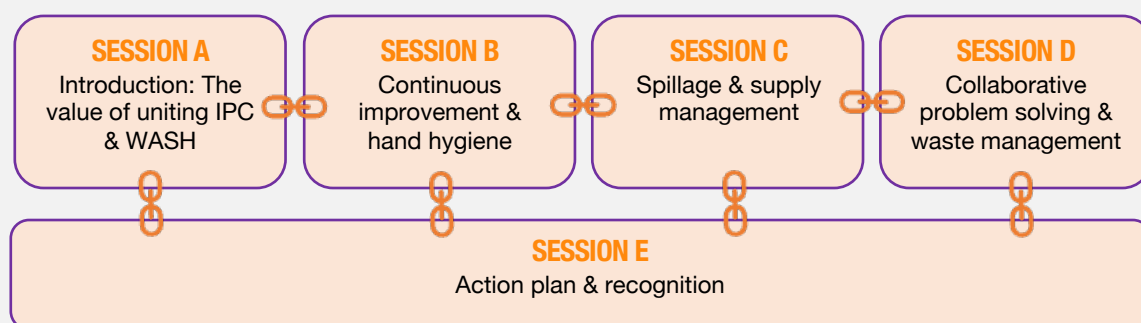 SESSION A
Introduction: The
value of uniting IPC
& WASH
SESSION B
Continuous
improvement &
hand hygiene
SESSION C
Spillage & supply
management
SESSION D
Collaborative
problem solving &
waste management
SESSION E
Action plan & recognition